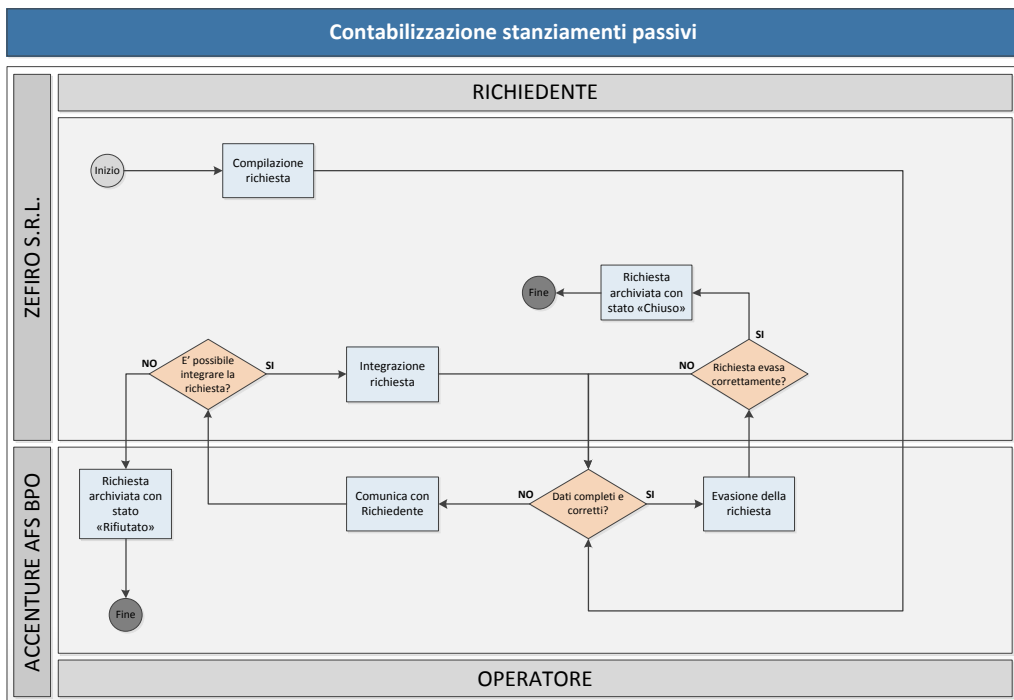 Contabilizzazione stanziamenti passivi
ZEFIRO S.R.L.
RICHIEDENTE
Inizio
Compilazione
richiesta
Richiesta
archiviata con
stato «Chiuso»
Fine
SI
NO
E' possibile
integrare la
richiesta?
SI
Integrazione
richiesta
NO
Richiesta evasa
correttamente?
ACCENTURE AFS BPO
Richiesta
archiviata con
stato
«Rifiutato»
Comunica con
Richiedente
NO
Dati completi e
corretti?
SI
Evasione della
richiesta
Fine
OPERATORE